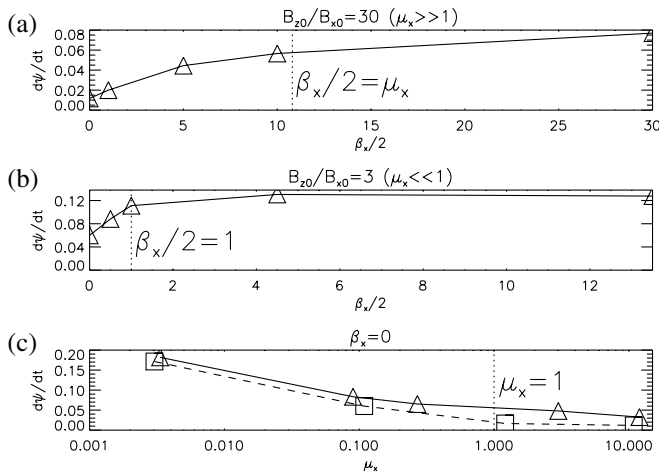 (a)
B_z0/B_x0=30 (μ_x>>1)
dψ/dt
0.08
0.06
0.04
0.02
0.00
β_x/2=μ_x
0 5 10 15 20 25 30
β_x/2
(b)
B_z0/B_x0=3 (μ_x<<1)
dψ/dt
0.12
0.08
0.04
0.00
β_x/2=1
0 2 4 6 8 10 12
β_x/2
(c)
β_x=0
dψ/dt
0.20
0.15
0.10
0.05
0.00
μ_x=1
0.001 0.010 0.100 1.000 10.000
μ_x